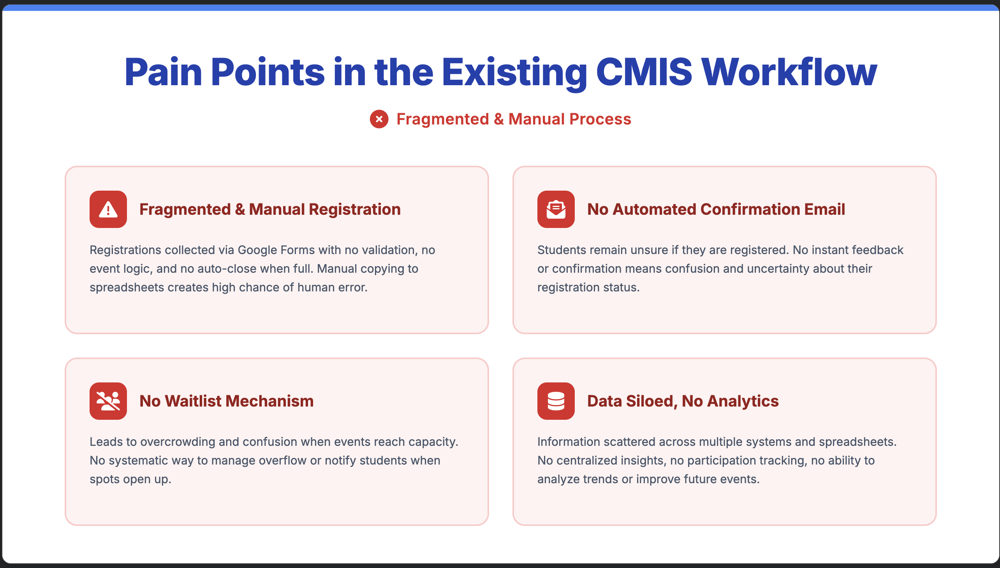 Pain Points in the Existing CMIS Workflow
Fragmented & Manual Process
Fragmented & Manual Registration
Registrations collected via Google Forms with no validation, no
event logic, and no auto-close when full. Manual copying to
spreadsheets creates high chance of human error.
No Automated Confirmation Email
Students remain unsure if they are registered. No instant feedback
or confirmation means confusion and uncertainty about their
registration status.
No Waitlist Mechanism
Leads to overcrowding and confusion when events reach capacity.
No systematic way to manage overflow or notify students when
spots open up.
Data Siloed, No Analytics
Information scattered across multiple systems and spreadsheets.
No centralized insights, no participation tracking, no ability to
analyze trends or improve future events.